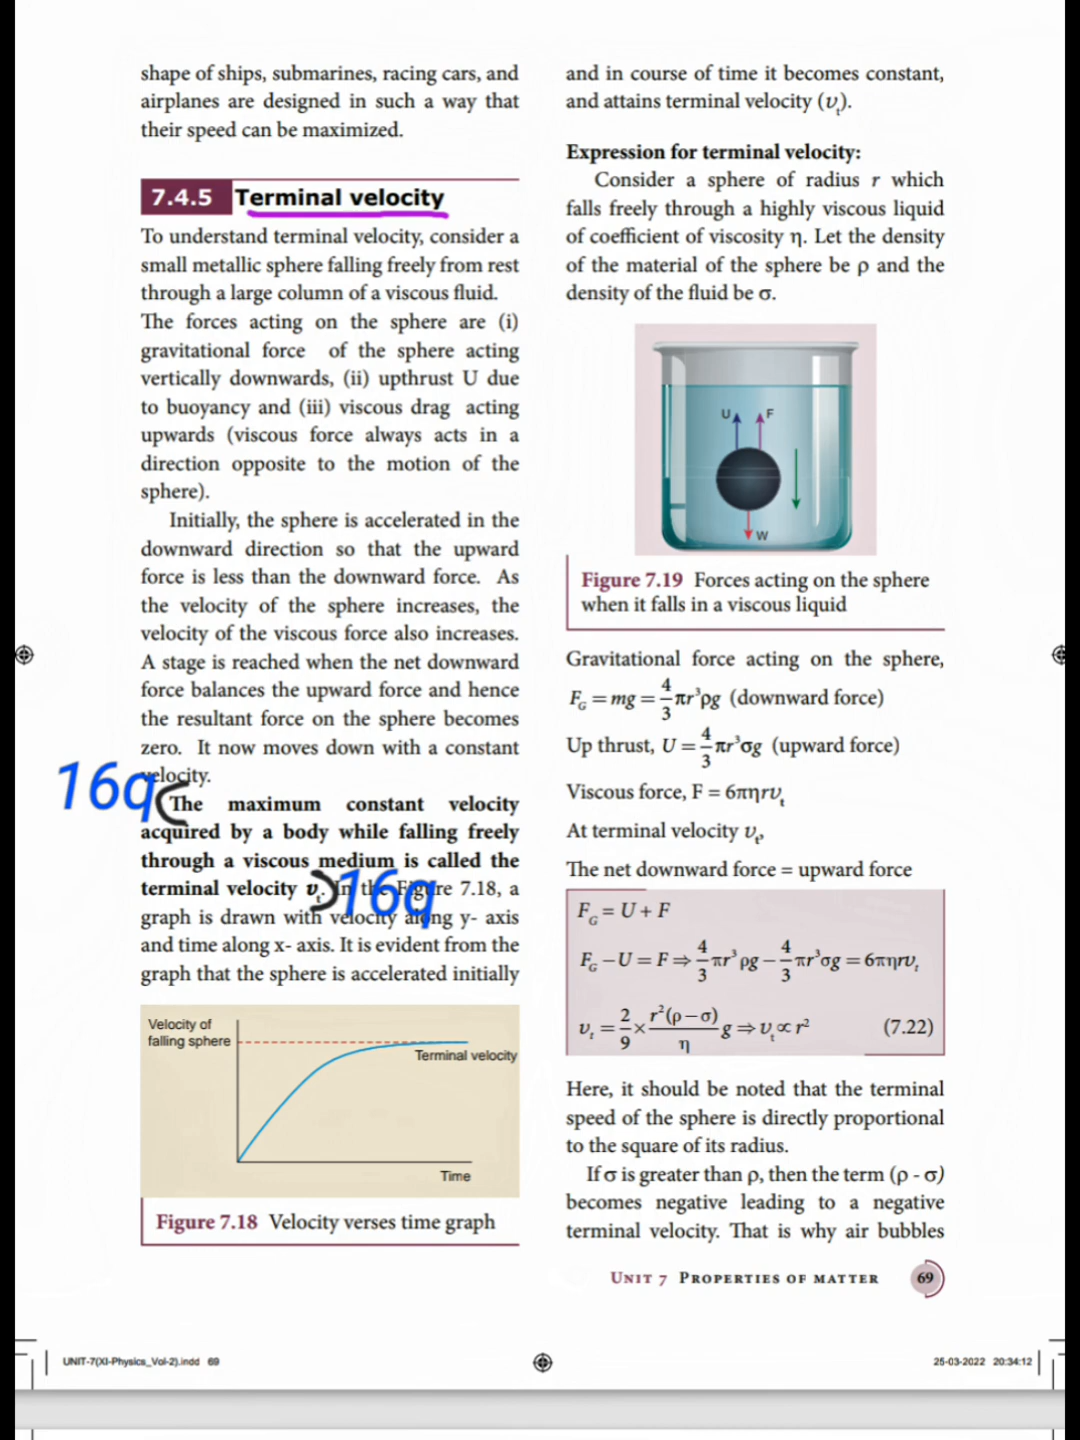 shape of ships, submarines, racing cars, and
airplanes are designed in such a way that
their speed can be maximized.
7.4.5 Terminal velocity
To understand terminal velocity, consider a
small metallic sphere falling freely from rest
through a large column of a viscous fluid.
The forces acting on the sphere are (i)
gravitational force of the sphere acting
vertically downwards, (ii) upthrust U due
to buoyancy and (iii) viscous drag acting
upwards (viscous force always acts in a
direction opposite to the motion of the
sphere).
Initially, the sphere is accelerated in the
downward direction so that the upward
force is less than the downward force. As
the velocity of the sphere increases, the
velocity of the viscous force also increases.
A stage is reached when the net downward
force balances the upward force and hence
the resultant force on the sphere becomes
zero. It now moves down with a constant
velocity.
16q
The maximum constant velocity
acquired by a body while falling freely
through a viscous medium is called the
terminal velocity υₜ. In the Figure 7.18, a
16q
graph is drawn with velocity along y- axis
and time along x- axis. It is evident from the
graph that the sphere is accelerated initially
Velocity of
falling sphere
Terminal velocity
Time
Figure 7.18 Velocity verses time graph
and in course of time it becomes constant,
and attains terminal velocity (υₜ).
Expression for terminal velocity:
Consider a sphere of radius r which
falls freely through a highly viscous liquid
of coefficient of viscosity η. Let the density
of the material of the sphere be ρ and the
density of the fluid be σ.
U F
W
Figure 7.19 Forces acting on the sphere
when it falls in a viscous liquid
Gravitational force acting on the sphere,
F_G = mg = 4/3 πr³ρg (downward force)
Up thrust, U = 4/3 πr³σg (upward force)
Viscous force, F = 6πηrυₜ
At terminal velocity υₜ,
The net downward force = upward force
F_G = U + F
F_G − U = F ⇒ 4/3 πr³ρg − 4/3 πr³σg = 6πηrυₜ
υₜ = 2/9 × r²(ρ−σ)/η g ⇒ υₜ ∝ r² (7.22)
Here, it should be noted that the terminal
speed of the sphere is directly proportional
to the square of its radius.
If σ is greater than ρ, then the term (ρ - σ)
becomes negative leading to a negative
terminal velocity. That is why air bubbles
UNIT 7 PROPERTIES OF MATTER 69
UNIT-7(XI-Physics_Vol-2).indd 69
25-03-2022 20:34:12